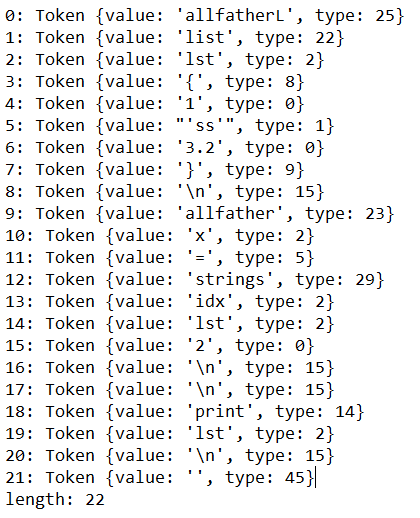 0: Token {value: 'allfatherL', type: 25}
1: Token {value: 'list', type: 22}
2: Token {value: 'lst', type: 2}
3: Token {value: '{', type: 8}
4: Token {value: '1', type: 0}
5: Token {value: "'ss'", type: 1}
6: Token {value: '3.2', type: 0}
7: Token {value: '}', type: 9}
8: Token {value: '\n', type: 15}
9: Token {value: 'allfather', type: 23}
10: Token {value: 'x', type: 2}
11: Token {value: '=', type: 5}
12: Token {value: 'strings', type: 29}
13: Token {value: 'idx', type: 2}
14: Token {value: 'lst', type: 2}
15: Token {value: '2', type: 0}
16: Token {value: '\n', type: 15}
17: Token {value: '\n', type: 15}
18: Token {value: 'print', type: 14}
19: Token {value: 'lst', type: 2}
20: Token {value: '\n', type: 15}
21: Token {value: '', type: 45}
length: 22